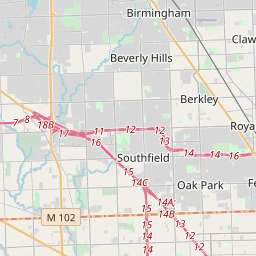 Birmingham
Claw
Beverly Hills
Berkley
Roya
7
8
18B
17
11
12
12
13
16
14
14
16
Southfield
15
14C
Oak Park
Fe
M 102
14A
14B
15
13
15
12
14